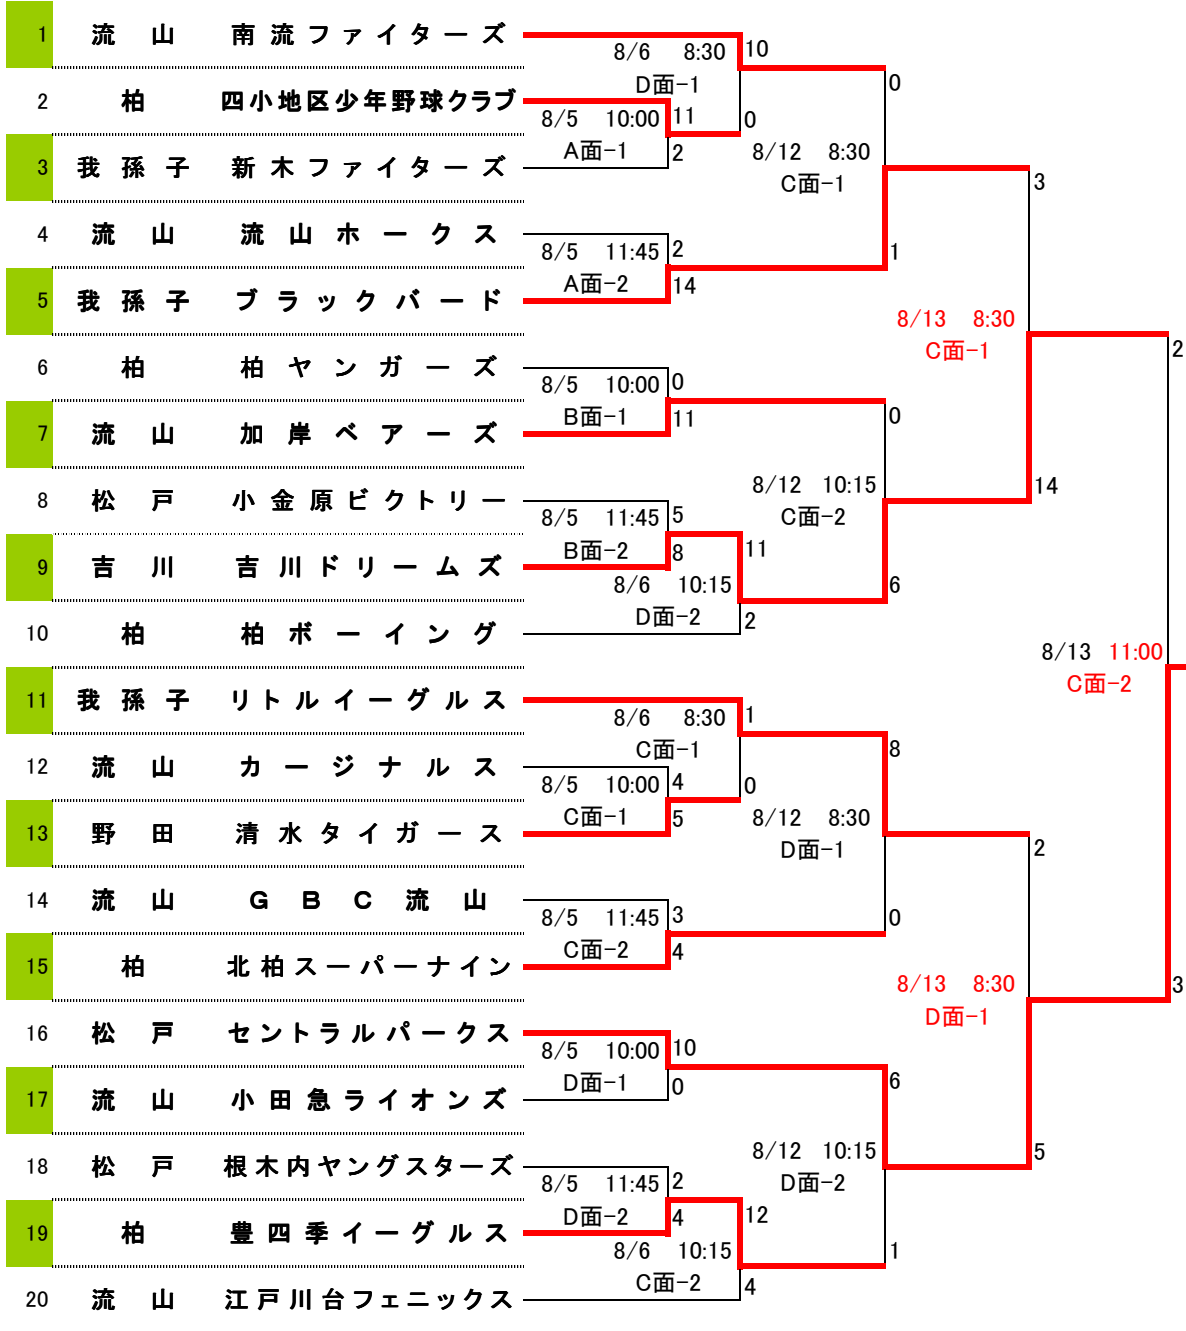 1 流山 南流ファイターズ
8/6 8:30 10
D面-1
0
2 柏 四小地区少年野球クラブ
8/5 10:00 11 0
A面-1 2
8/12 8:30
C面-1
3 我孫子 新木ファイターズ
3
4 流山 流山ホークス
8/5 11:45 2
1
A面-2 14
5 我孫子 ブラックバード
8/13 8:30
C面-1
2
6 柏 柏ヤンガーズ
8/5 10:00 0
B面-1 11
0
7 流山 加岸ベアーズ
8/12 10:15
C面-2
14
8 松戸 小金原ビクトリー
8/5 11:45 5
B面-2 8 11
9 吉川 吉川ドリームズ
8/6 10:15
D面-2 2
6
10 柏 柏ボーイング
8/13 11:00
C面-2
11 我孫子 リトルイーグルス
8/6 8:30 1
C面-1
8
12 流山 カージナルス
8/5 10:00 4 0
C面-1 5
8/12 8:30
D面-1
13 野田 清水タイガース
2
14 流山 GBC流山
8/5 11:45 3
0
C面-2 4
15 柏 北柏スーパーナイン
8/13 8:30
D面-1
3
16 松戸 セントラルパークス
8/5 10:00 10
D面-1 0
6
17 流山 小田急ライオンズ
8/12 10:15
D面-2
5
18 松戸 根木内ヤングスターズ
8/5 11:45 2
D面-2 4 12
19 柏 豊四季イーグルス
8/6 10:15
C面-2 4
1
20 流山 江戸川台フェニックス